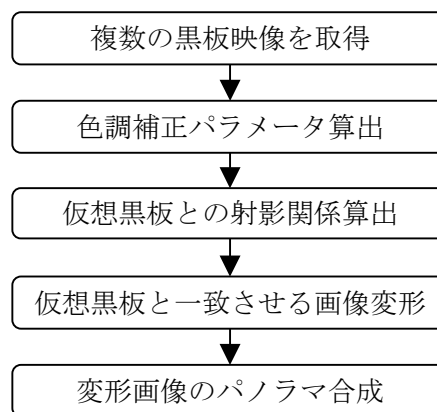 複数の黒板映像を取得
色調補正パラメータ算出
仮想黒板との射影関係算出
仮想黒板と一致させる画像変形
変形画像のパノラマ合成